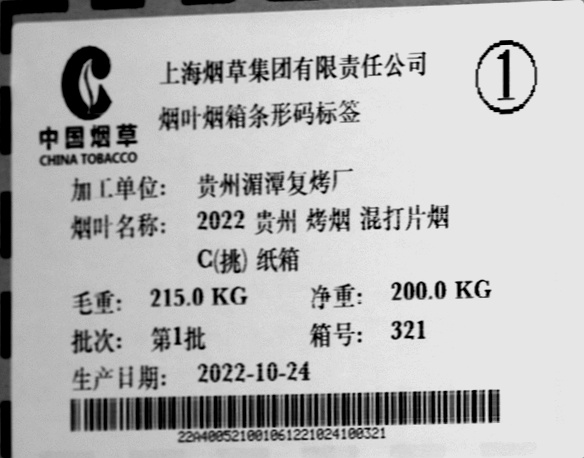 上海烟草集团有限责任公司
①
烟叶烟箱条形码标签
中国烟草
CHINA TOBACCO
加工单位: 贵州湄潭复烤厂
烟叶名称: 2022 贵州 烤烟 混打片烟
C(挑) 纸箱
毛重: 215.0 KG 净重: 200.0 KG
批次: 第1批 箱号: 321
生产日期: 2022-10-24
22A400521001061221024100321